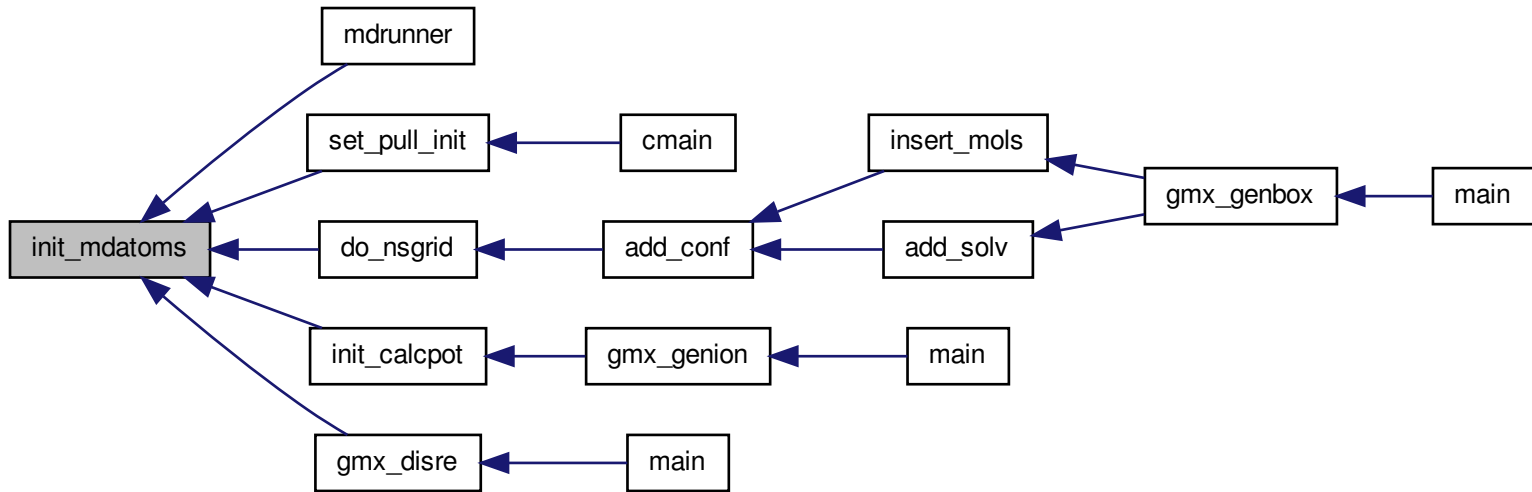 mdrunner
set_pull_init
cmain
insert_mols
gmx_genbox
main
init_mdatoms
do_nsgrid
add_conf
add_solv
init_calcpot
gmx_genion
main
gmx_disre
main